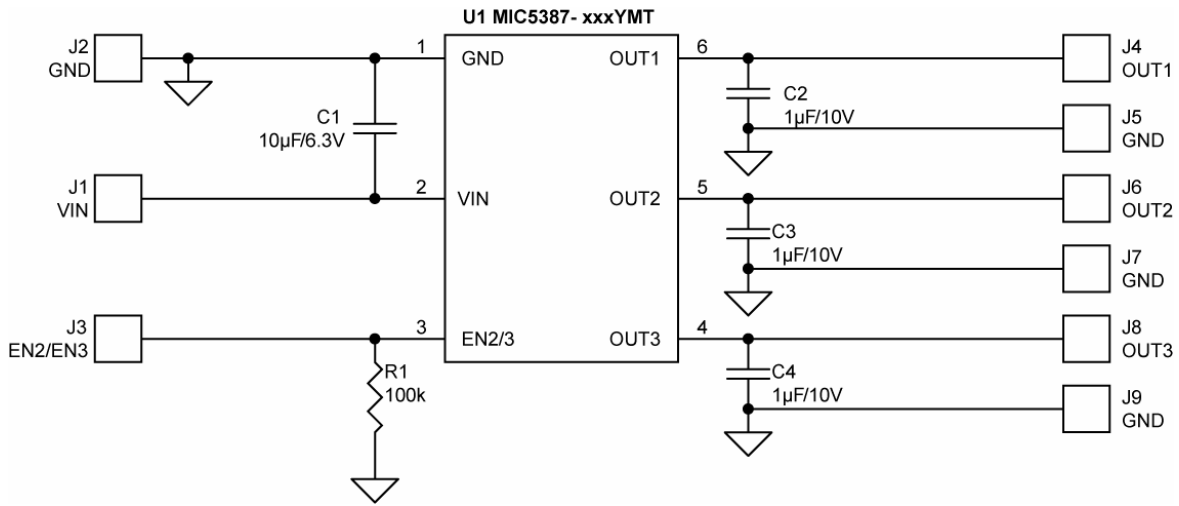 U1 MIC5387- xxxYMT
J2
GND
1
GND
OUT1
6
J4
OUT1
C1
10µF/6.3V
C2
1µF/10V
J5
GND
J1
VIN
2
VIN
OUT2
5
J6
OUT2
C3
1µF/10V
J7
GND
J3
EN2/EN3
3
EN2/3
OUT3
4
J8
OUT3
R1
100k
C4
1µF/10V
J9
GND